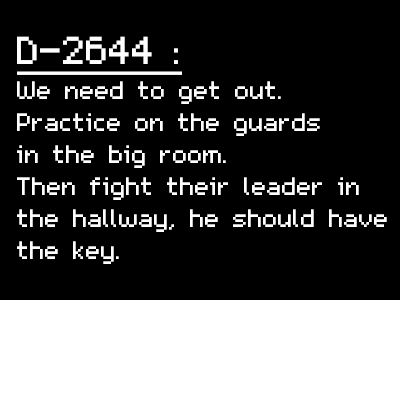 D-2644 :
We need to get out.
Practice on the guards
in the big room.
Then fight their leader in
the hallway, he should have
the key.